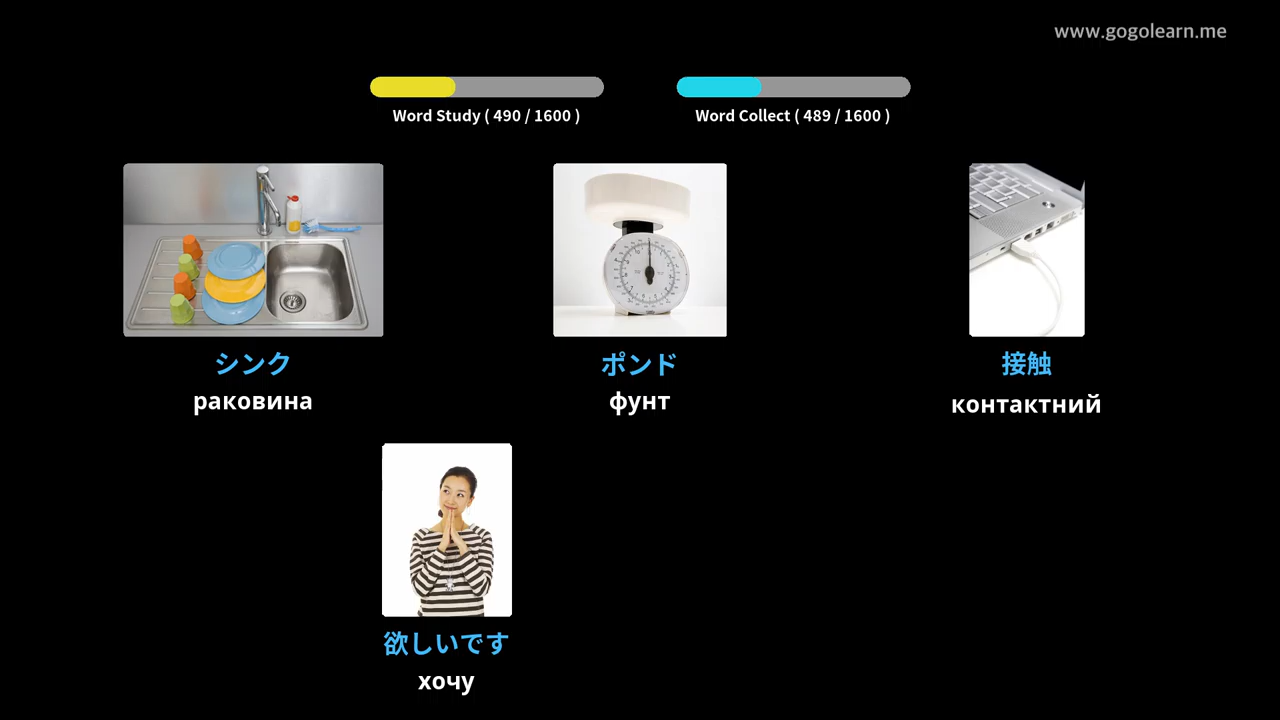 www.gogolearn.me
Word Study ( 490 / 1600 )
Word Collect ( 489 / 1600 )
シンク
раковина
ポンド
фунт
接触
контактний
欲しいです
хочу